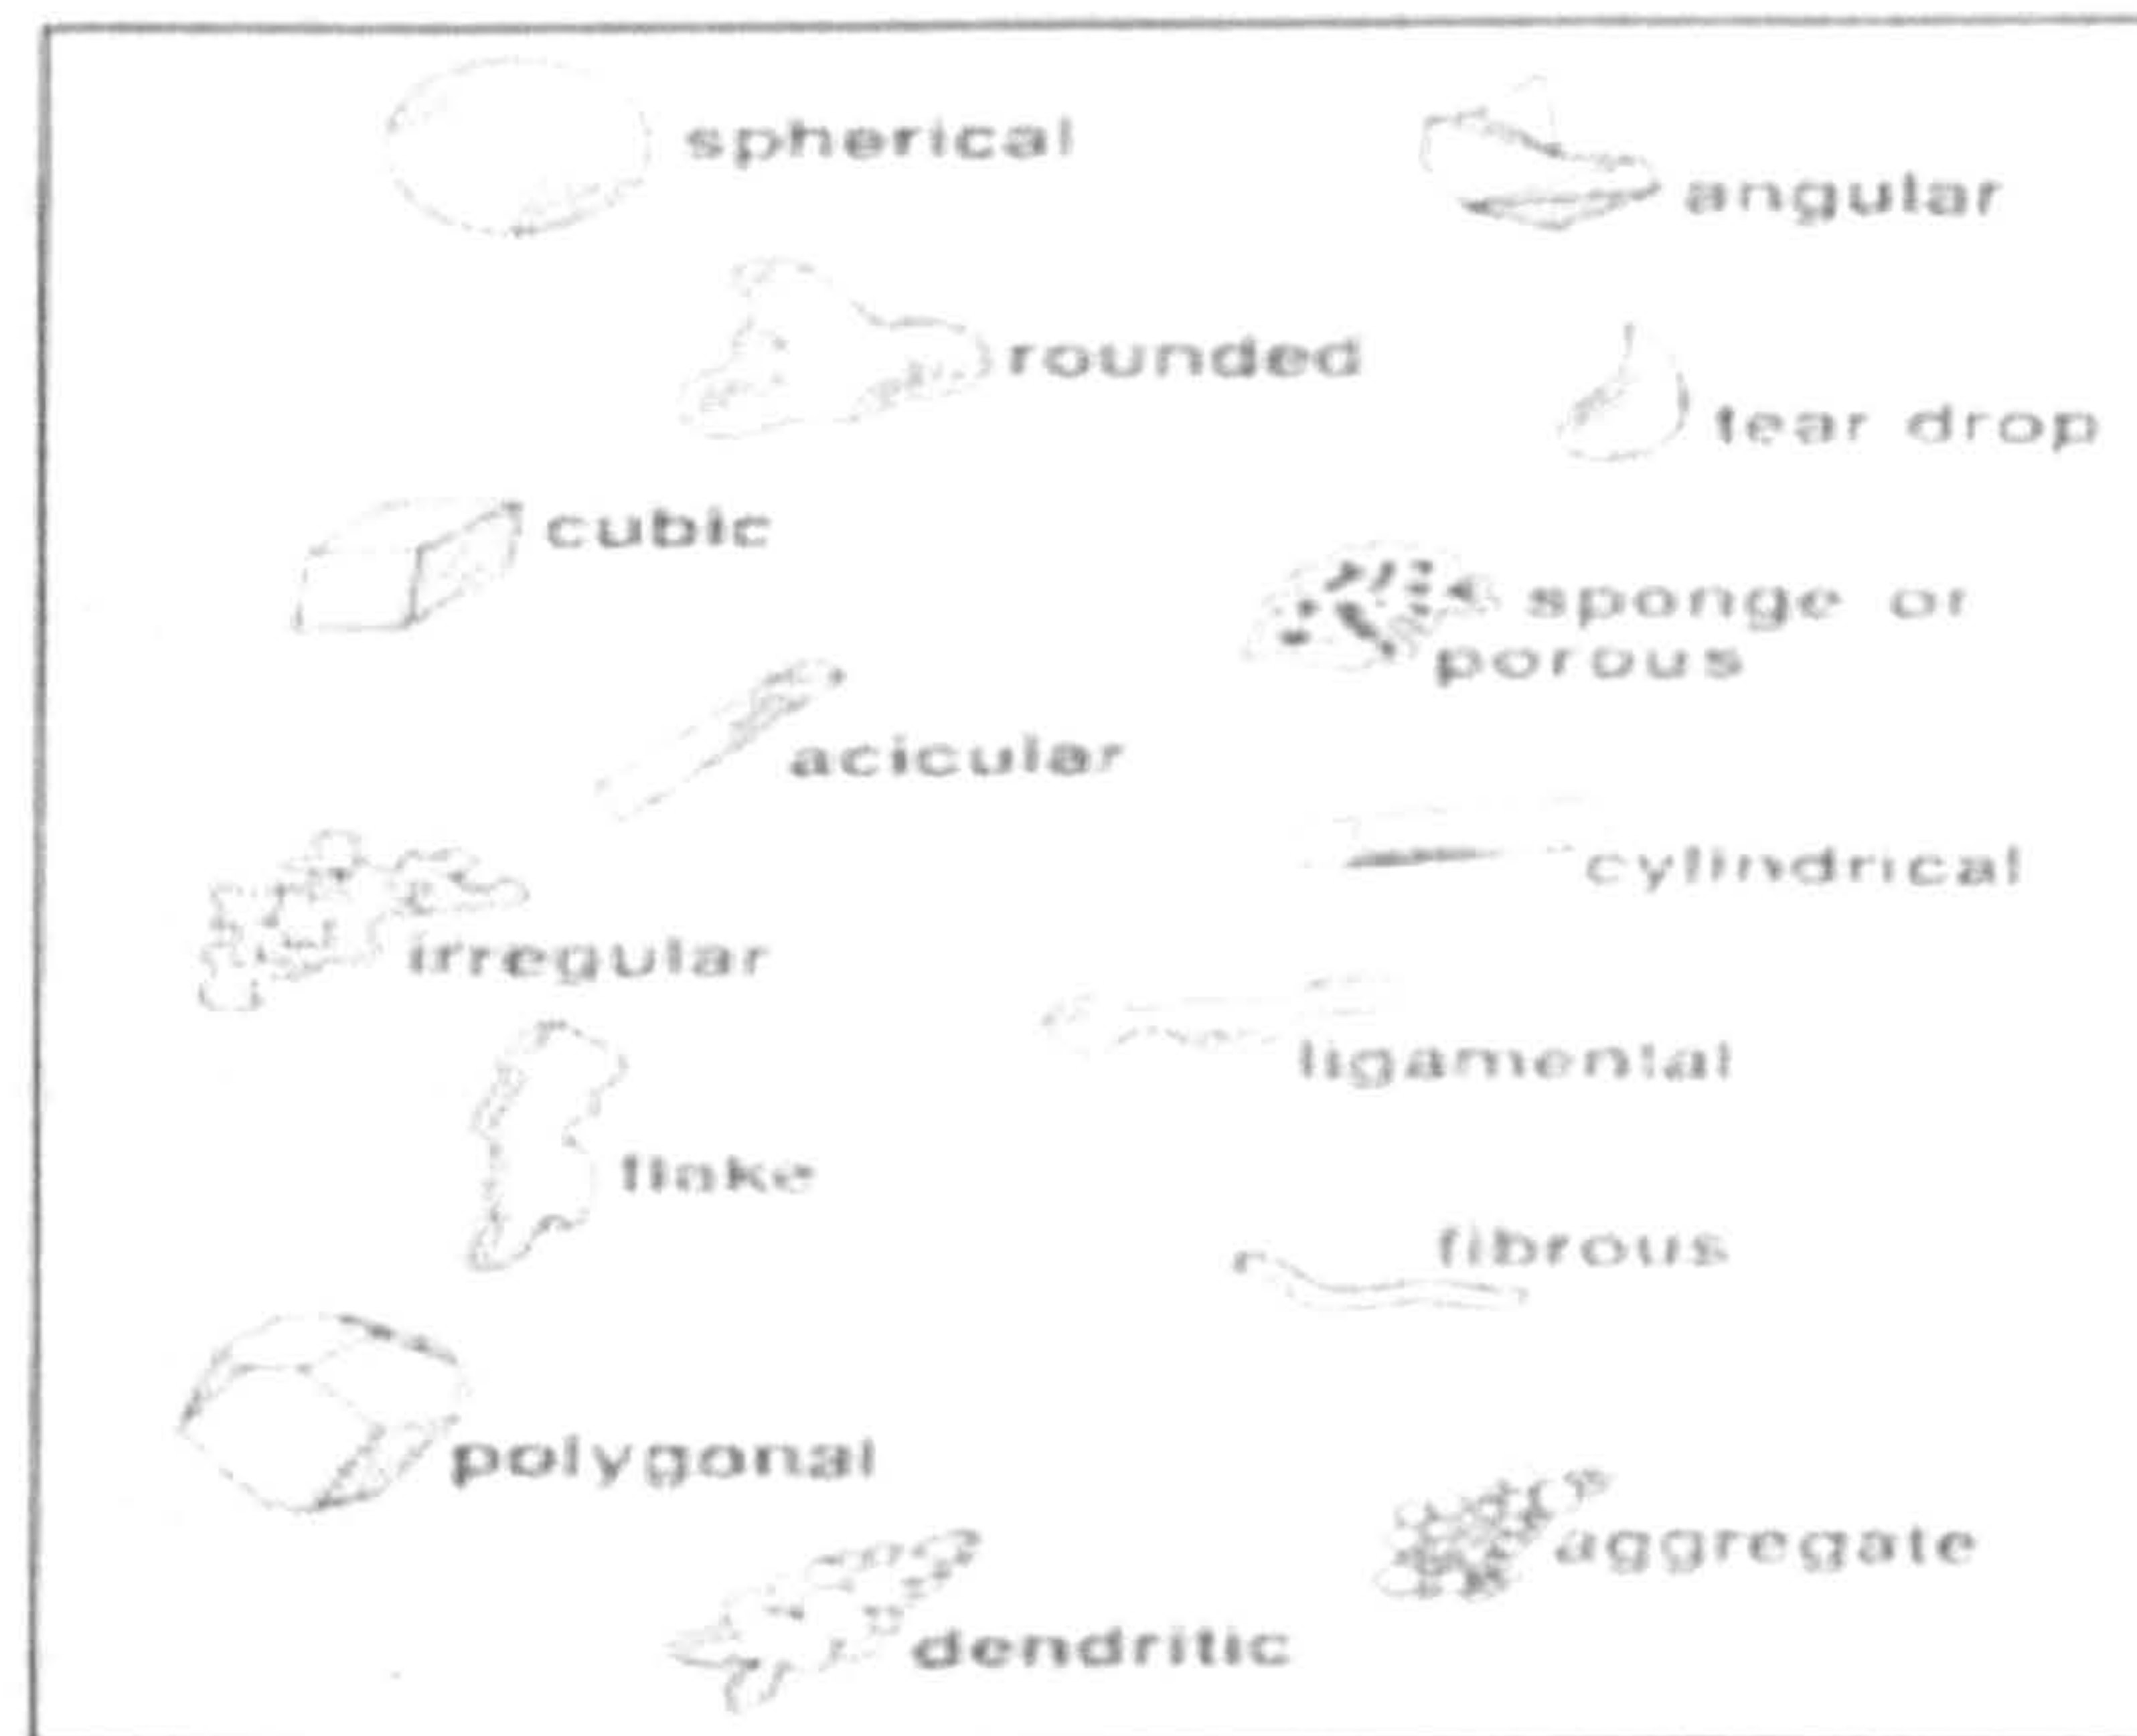 spherical
angular
rounded
tear drop
cubic
sponge or
porous
acicular
cylindrical
irregular
ligamental
flake
fibrous
polygonal
aggregate
dendritic